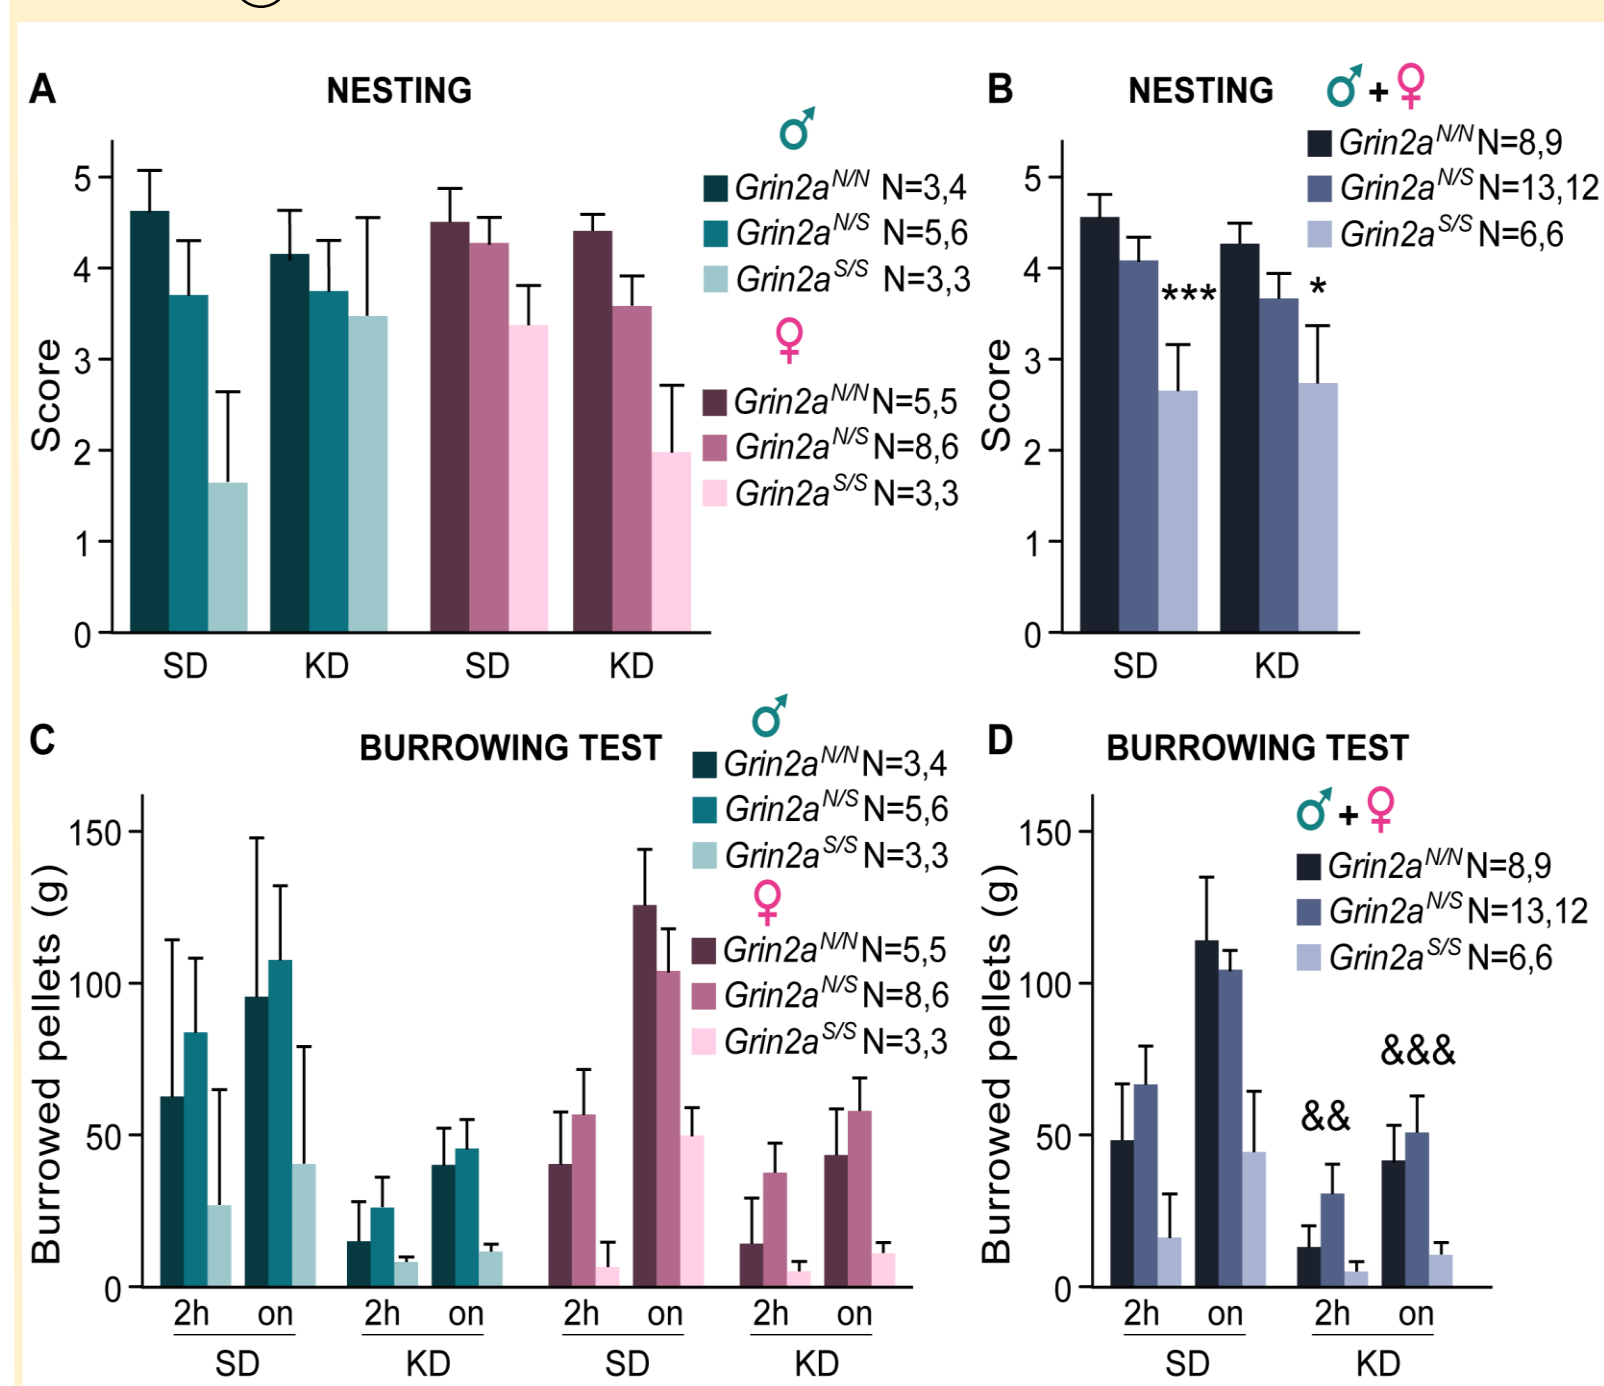 A NESTING
♂
Grin2a^N/N N=3,4
Grin2a^N/S N=5,6
Grin2a^S/S N=3,3
♀
Grin2a^N/N N=5,5
Grin2a^N/S N=8,6
Grin2a^S/S N=3,3
Score
5
4
3
2
1
0
SD KD SD KD
B NESTING ♂+♀
Grin2a^N/N N=8,9
Grin2a^N/S N=13,12
Grin2a^S/S N=6,6
Score
5
4
3
2
1
0
*** *
SD KD
C BURROWING TEST
♂
Grin2a^N/N N=3,4
Grin2a^N/S N=5,6
Grin2a^S/S N=3,3
♀
Grin2a^N/N N=5,5
Grin2a^N/S N=8,6
Grin2a^S/S N=3,3
Burrowed pellets (g)
150
100
50
0
2h on 2h on 2h on 2h on
SD KD SD KD
D BURROWING TEST
♂+♀
Grin2a^N/N N=8,9
Grin2a^N/S N=13,12
Grin2a^S/S N=6,6
Burrowed pellets (g)
150
100
50
0
&&&
&&
2h on 2h on
SD KD